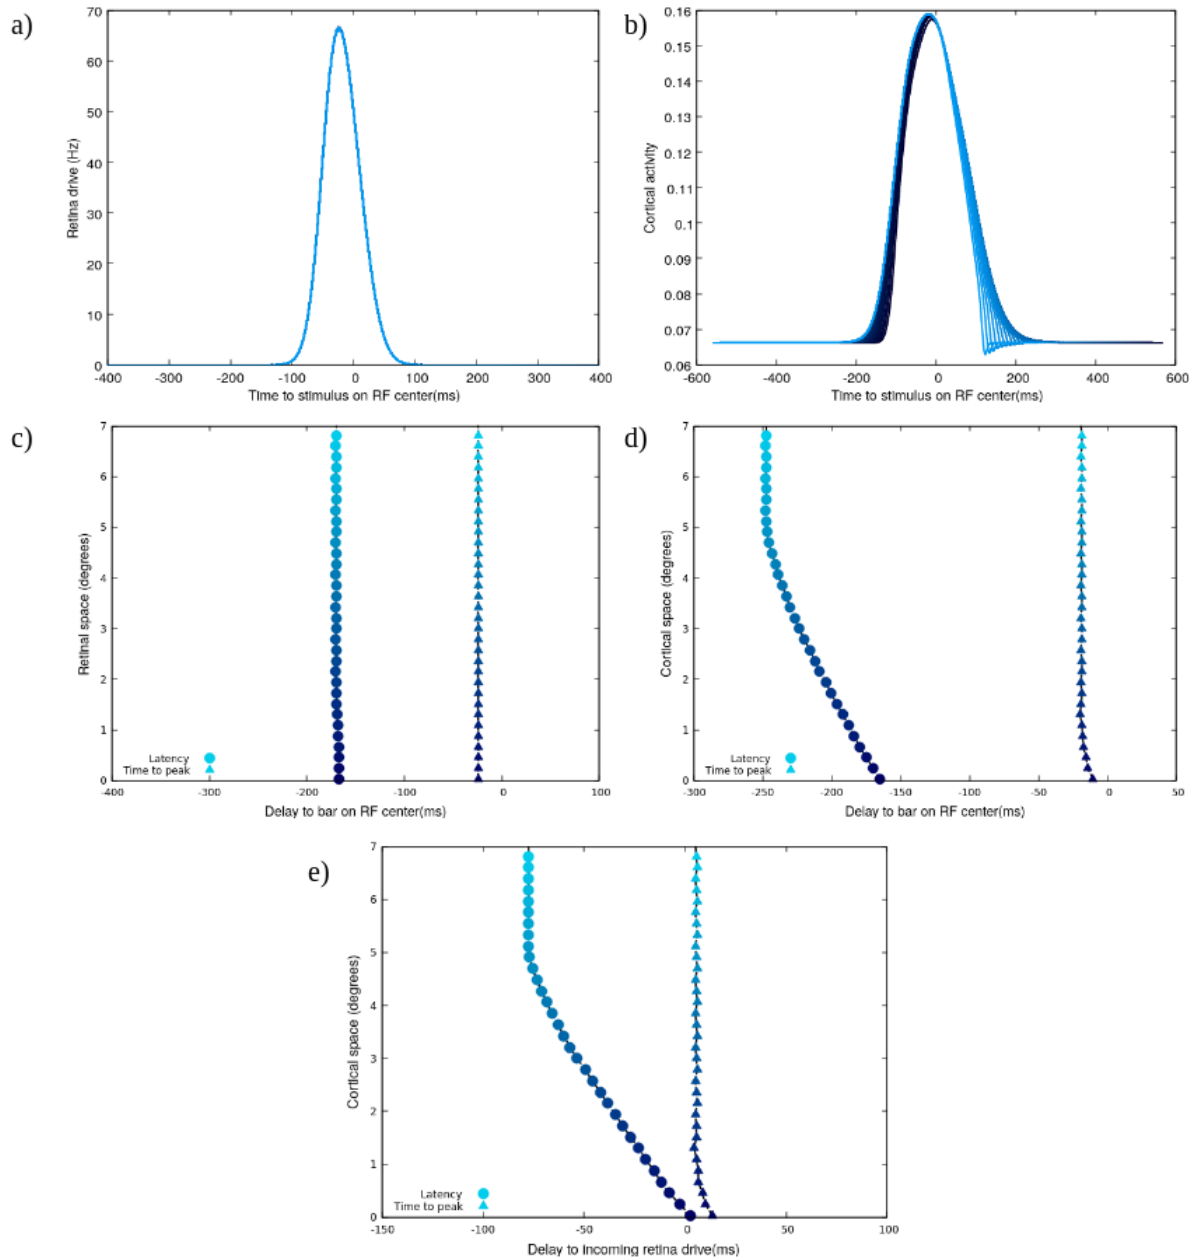 a)
70
60
50
40
30
20
10
0
Retina drive (Hz)
-400 -300 -200 -100 0 100 200 300 400
Time to stimulus on RF center(ms)
b)
0.16
0.15
0.14
0.13
0.12
0.11
0.1
0.09
0.08
0.07
0.06
Cortical activity
-600 -400 -200 0 200 400 600
Time to stimulus on RF center(ms)
c)
7
6
5
4
3
2
1
0
Retinal space (degrees)
Latency
Time to peak
-400 -300 -200 -100 0 100
Delay to bar on RF center(ms)
d)
7
6
5
4
3
2
1
0
Cortical space (degrees)
Latency
Time to peak
-300 -250 -200 -150 -100 -50 0 50
Delay to bar on RF center(ms)
e)
7
6
5
4
3
2
1
0
Cortical space (degrees)
Latency
Time to peak
-150 -100 -50 0 50 100
Delay to incoming retina drive(ms)